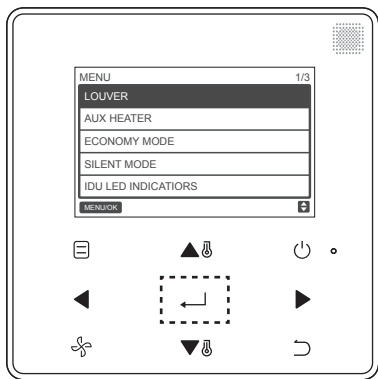 MENU 1/3
LOUVER
AUX HEATER
ECONOMY MODE
SILENT MODE
IDU LED INDICATIORS
MENU/OK